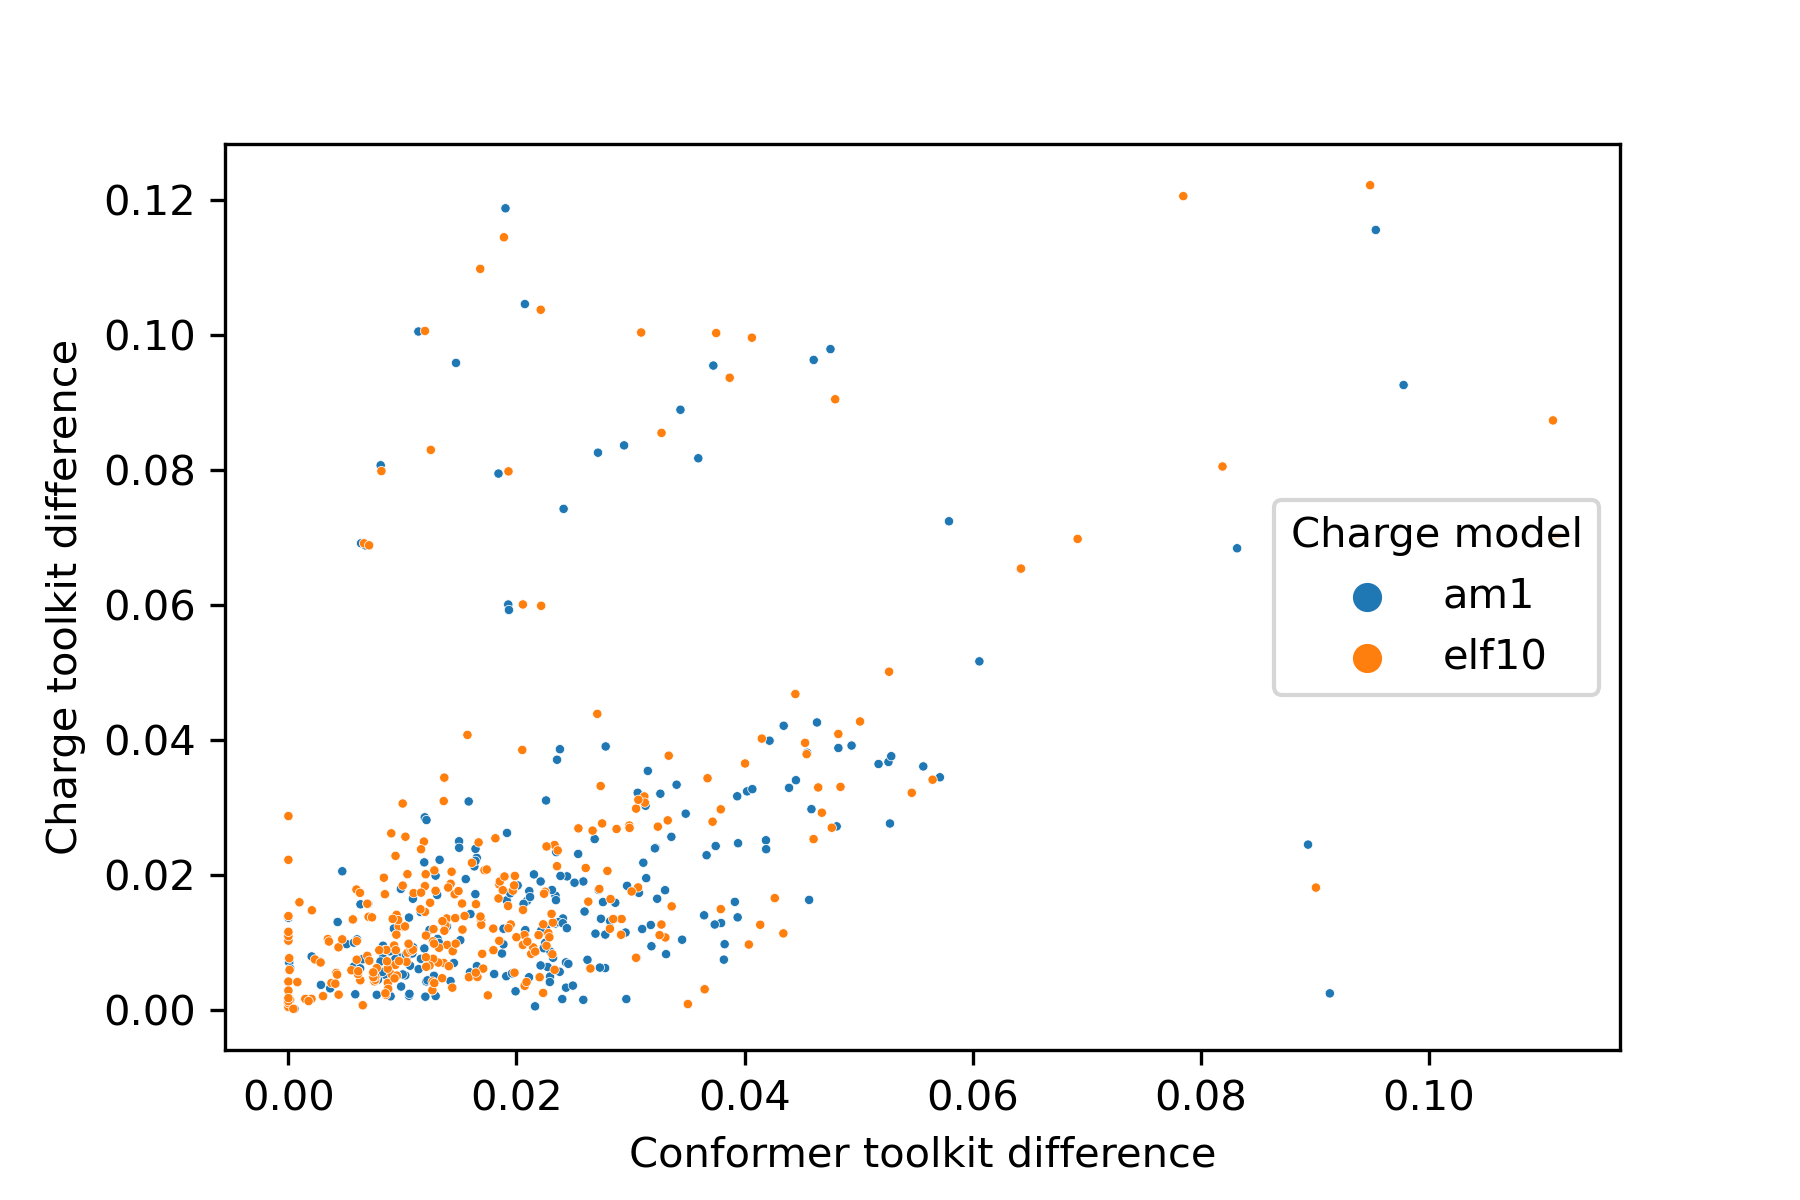 0.12
0.10
0.08
0.06
0.04
0.02
0.00
Charge toolkit difference
Charge model
am1
elf10
0.00 0.02 0.04 0.06 0.08 0.10
Conformer toolkit difference